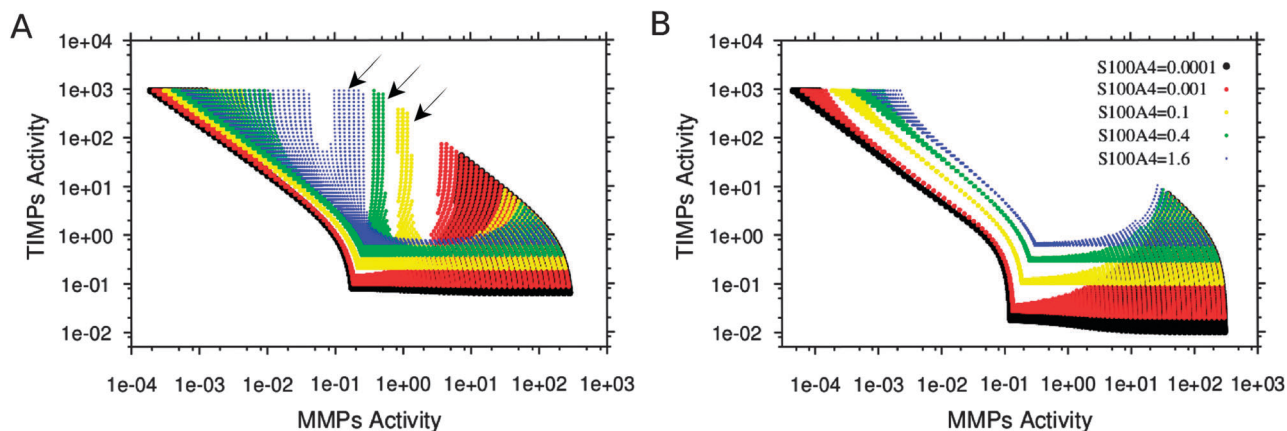 A
1e+04
1e+03
1e+02
1e+01
1e+00
1e-01
1e-02
TIMPs Activity
1e-04 1e-03 1e-02 1e-01 1e+00 1e+01 1e+02 1e+03
MMPs Activity
B
1e+04
1e+03
1e+02
1e+01
1e+00
1e-01
1e-02
TIMPs Activity
S100A4=0.0001
S100A4=0.001
S100A4=0.1
S100A4=0.4
S100A4=1.6
1e-04 1e-03 1e-02 1e-01 1e+00 1e+01 1e+02 1e+03
MMPs Activity